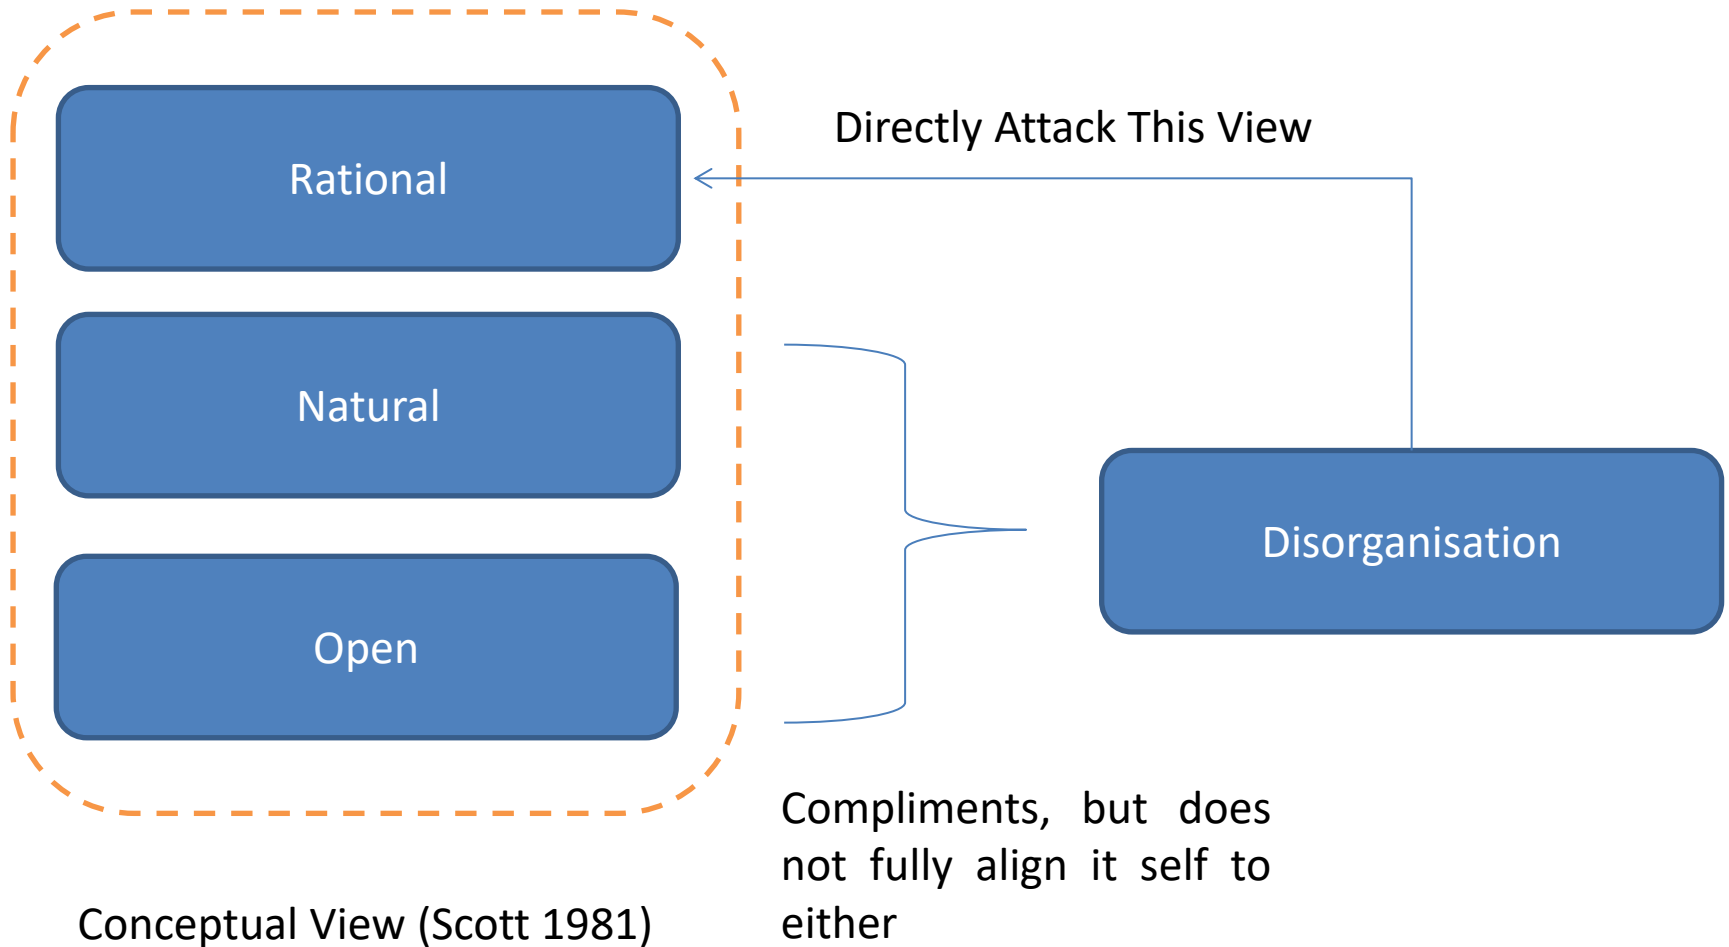 Rational
Directly Attack This View
Natural
Disorganisation
Open
Compliments, but does
not fully align it self to
either
Conceptual View (Scott 1981)